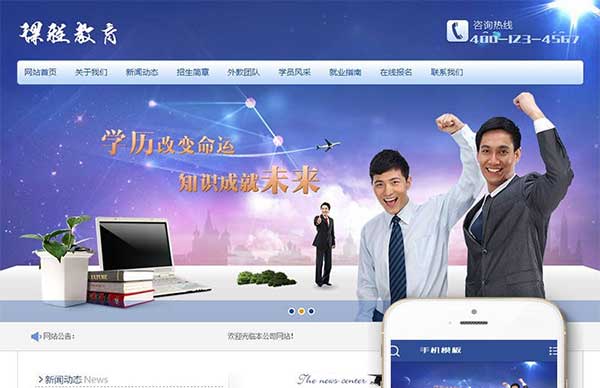 课程教育
咨询热线
400-123-4567
网站首页 关于我们 新闻动态 招生简章 外教团队 学员风采 就业指南 在线报名 联系我们
学历改变命运
知识成就未来
FUTURE
网站公告： 欢迎光临本公司网站！
手机模板
新闻动态 News
The news center